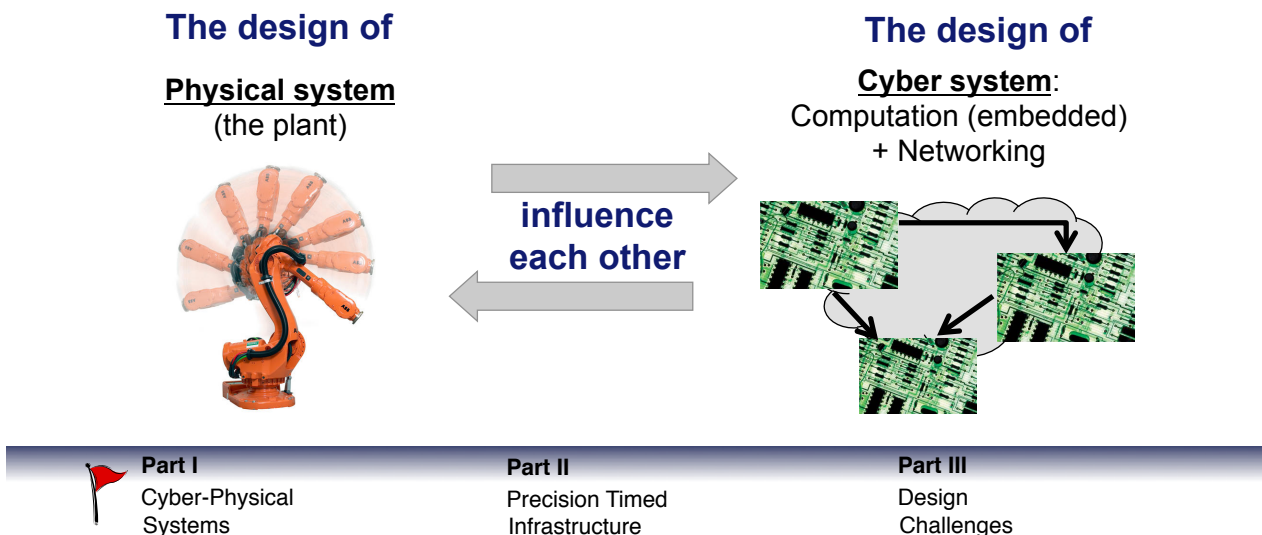 The design of
Physical system
(the plant)
influence
each other
The design of
Cyber system:
Computation (embedded)
+ Networking
ABB
Part I
Cyber-Physical
Systems
Part II
Precision Timed
Infrastructure
Part III
Design
Challenges